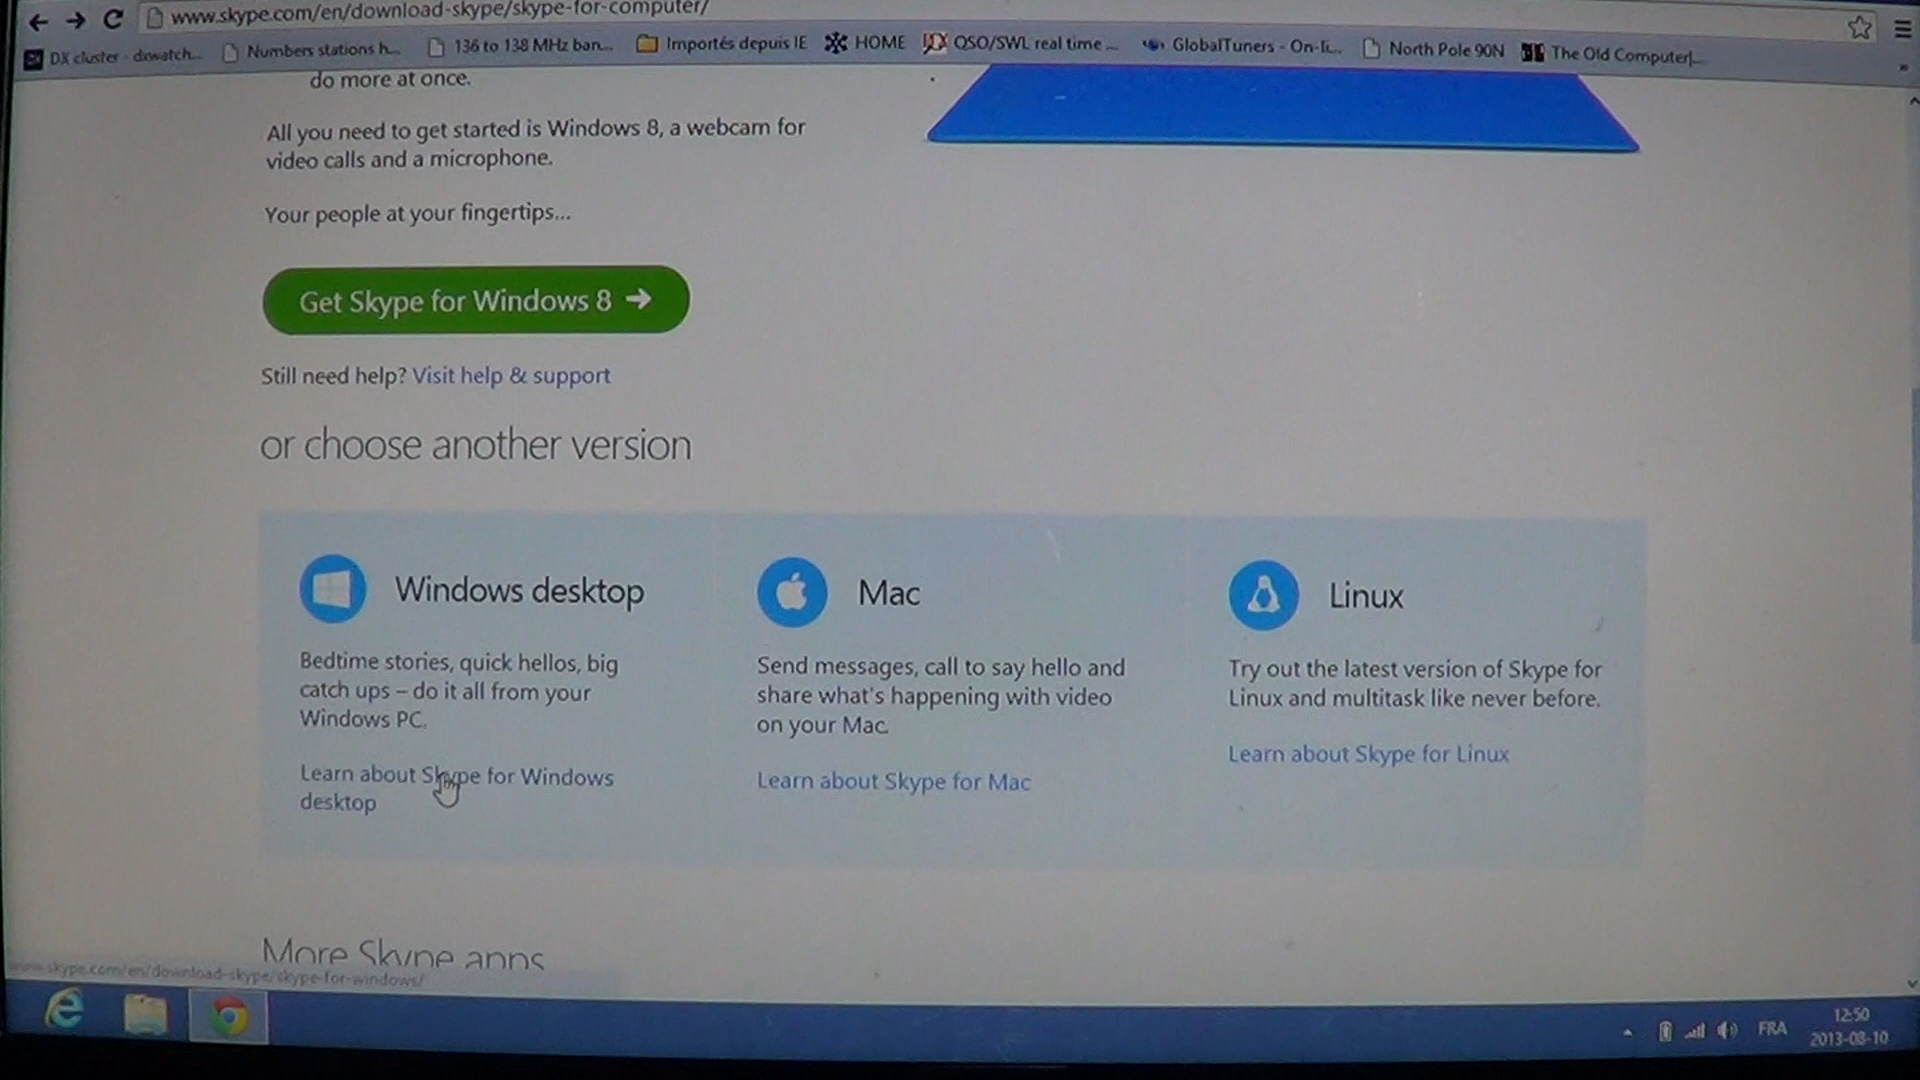 www.skype.com/en/download-skype/skype-for-computer/
DX cluster - dxwatch... Numbers stations h... 136 to 138 MHz ban... Importés depuis IE HOME QSO/SWL real time ... GlobalTuners - On-li... North Pole 90N The Old Computer|...
do more at once.
All you need to get started is Windows 8, a webcam for
video calls and a microphone.
Your people at your fingertips...
Get Skype for Windows 8
Still need help? Visit help & support
or choose another version
Windows desktop
Bedtime stories, quick hellos, big
catch ups – do it all from your
Windows PC.
Learn about Skype for Windows
desktop
Mac
Send messages, call to say hello and
share what's happening with video
on your Mac.
Learn about Skype for Mac
Linux
Try out the latest version of Skype for
Linux and multitask like never before.
Learn about Skype for Linux
More Skype apps
www.skype.com/en/download-skype/skype-for-windows/
FRA
12:50
2013-08-10